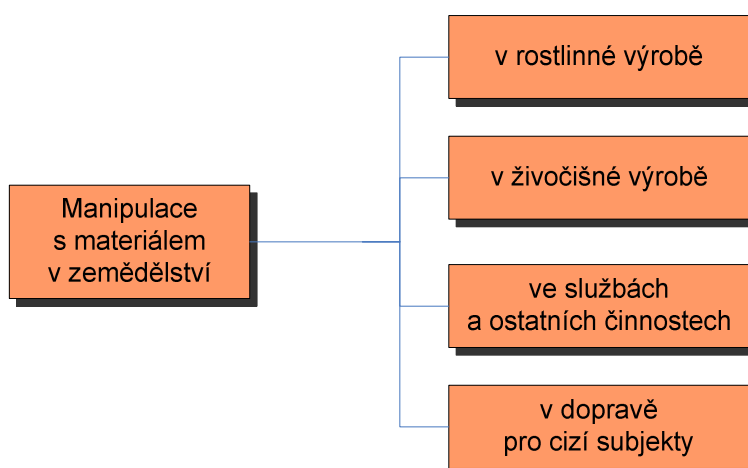 Manipulace
s materiálem
v zemědělství
v rostlinné výrobě
v živočišné výrobě
ve službách
a ostatních činnostech
v dopravě
pro cizí subjekty